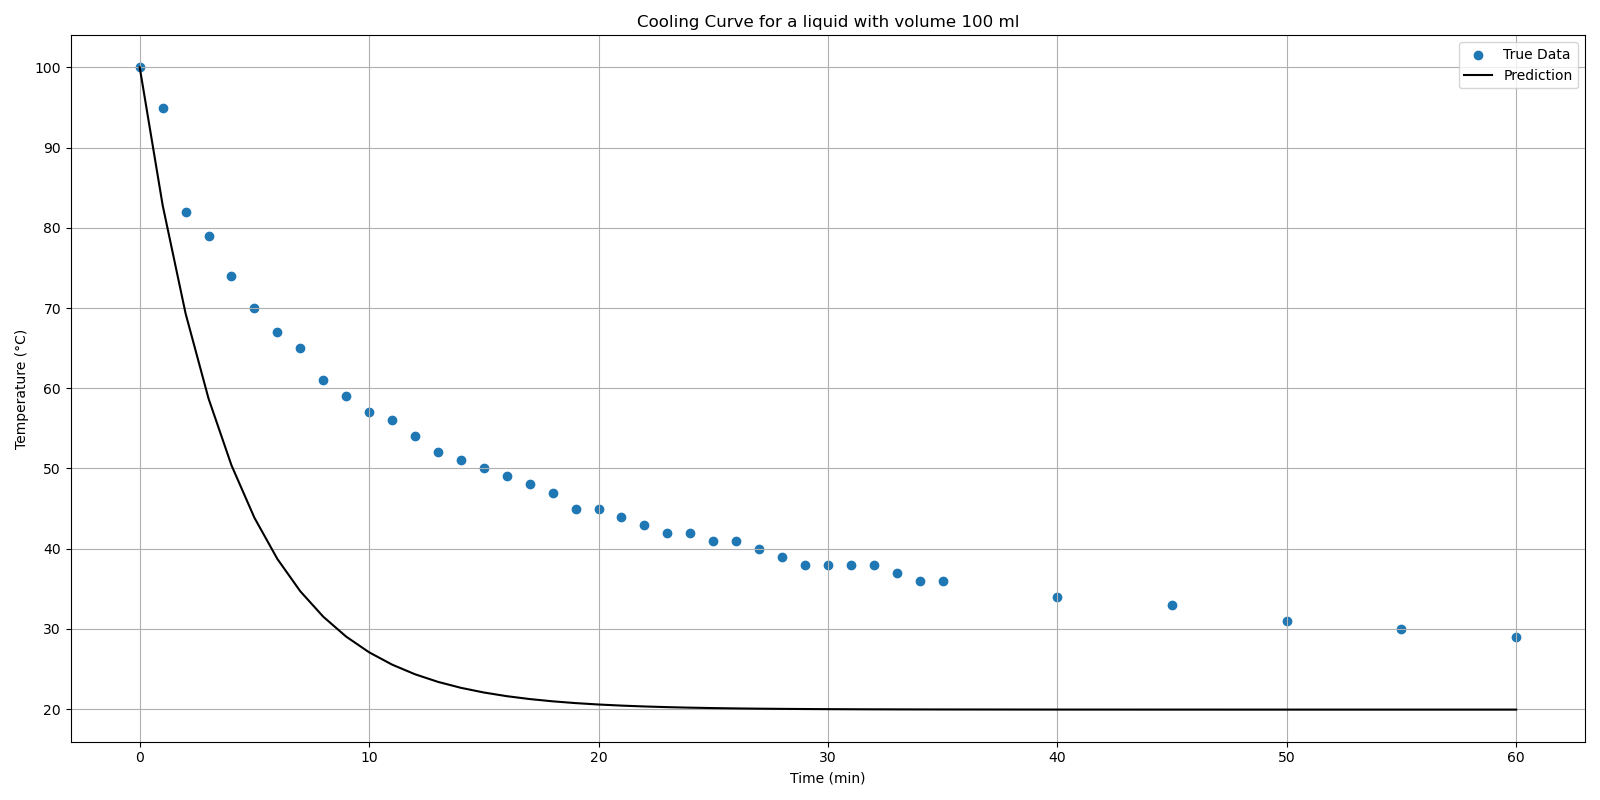 Cooling Curve for a liquid with volume 100 ml
True Data
Prediction
Temperature (°C)
100
90
80
70
60
50
40
30
20
0 10 20 30 40 50 60
Time (min)